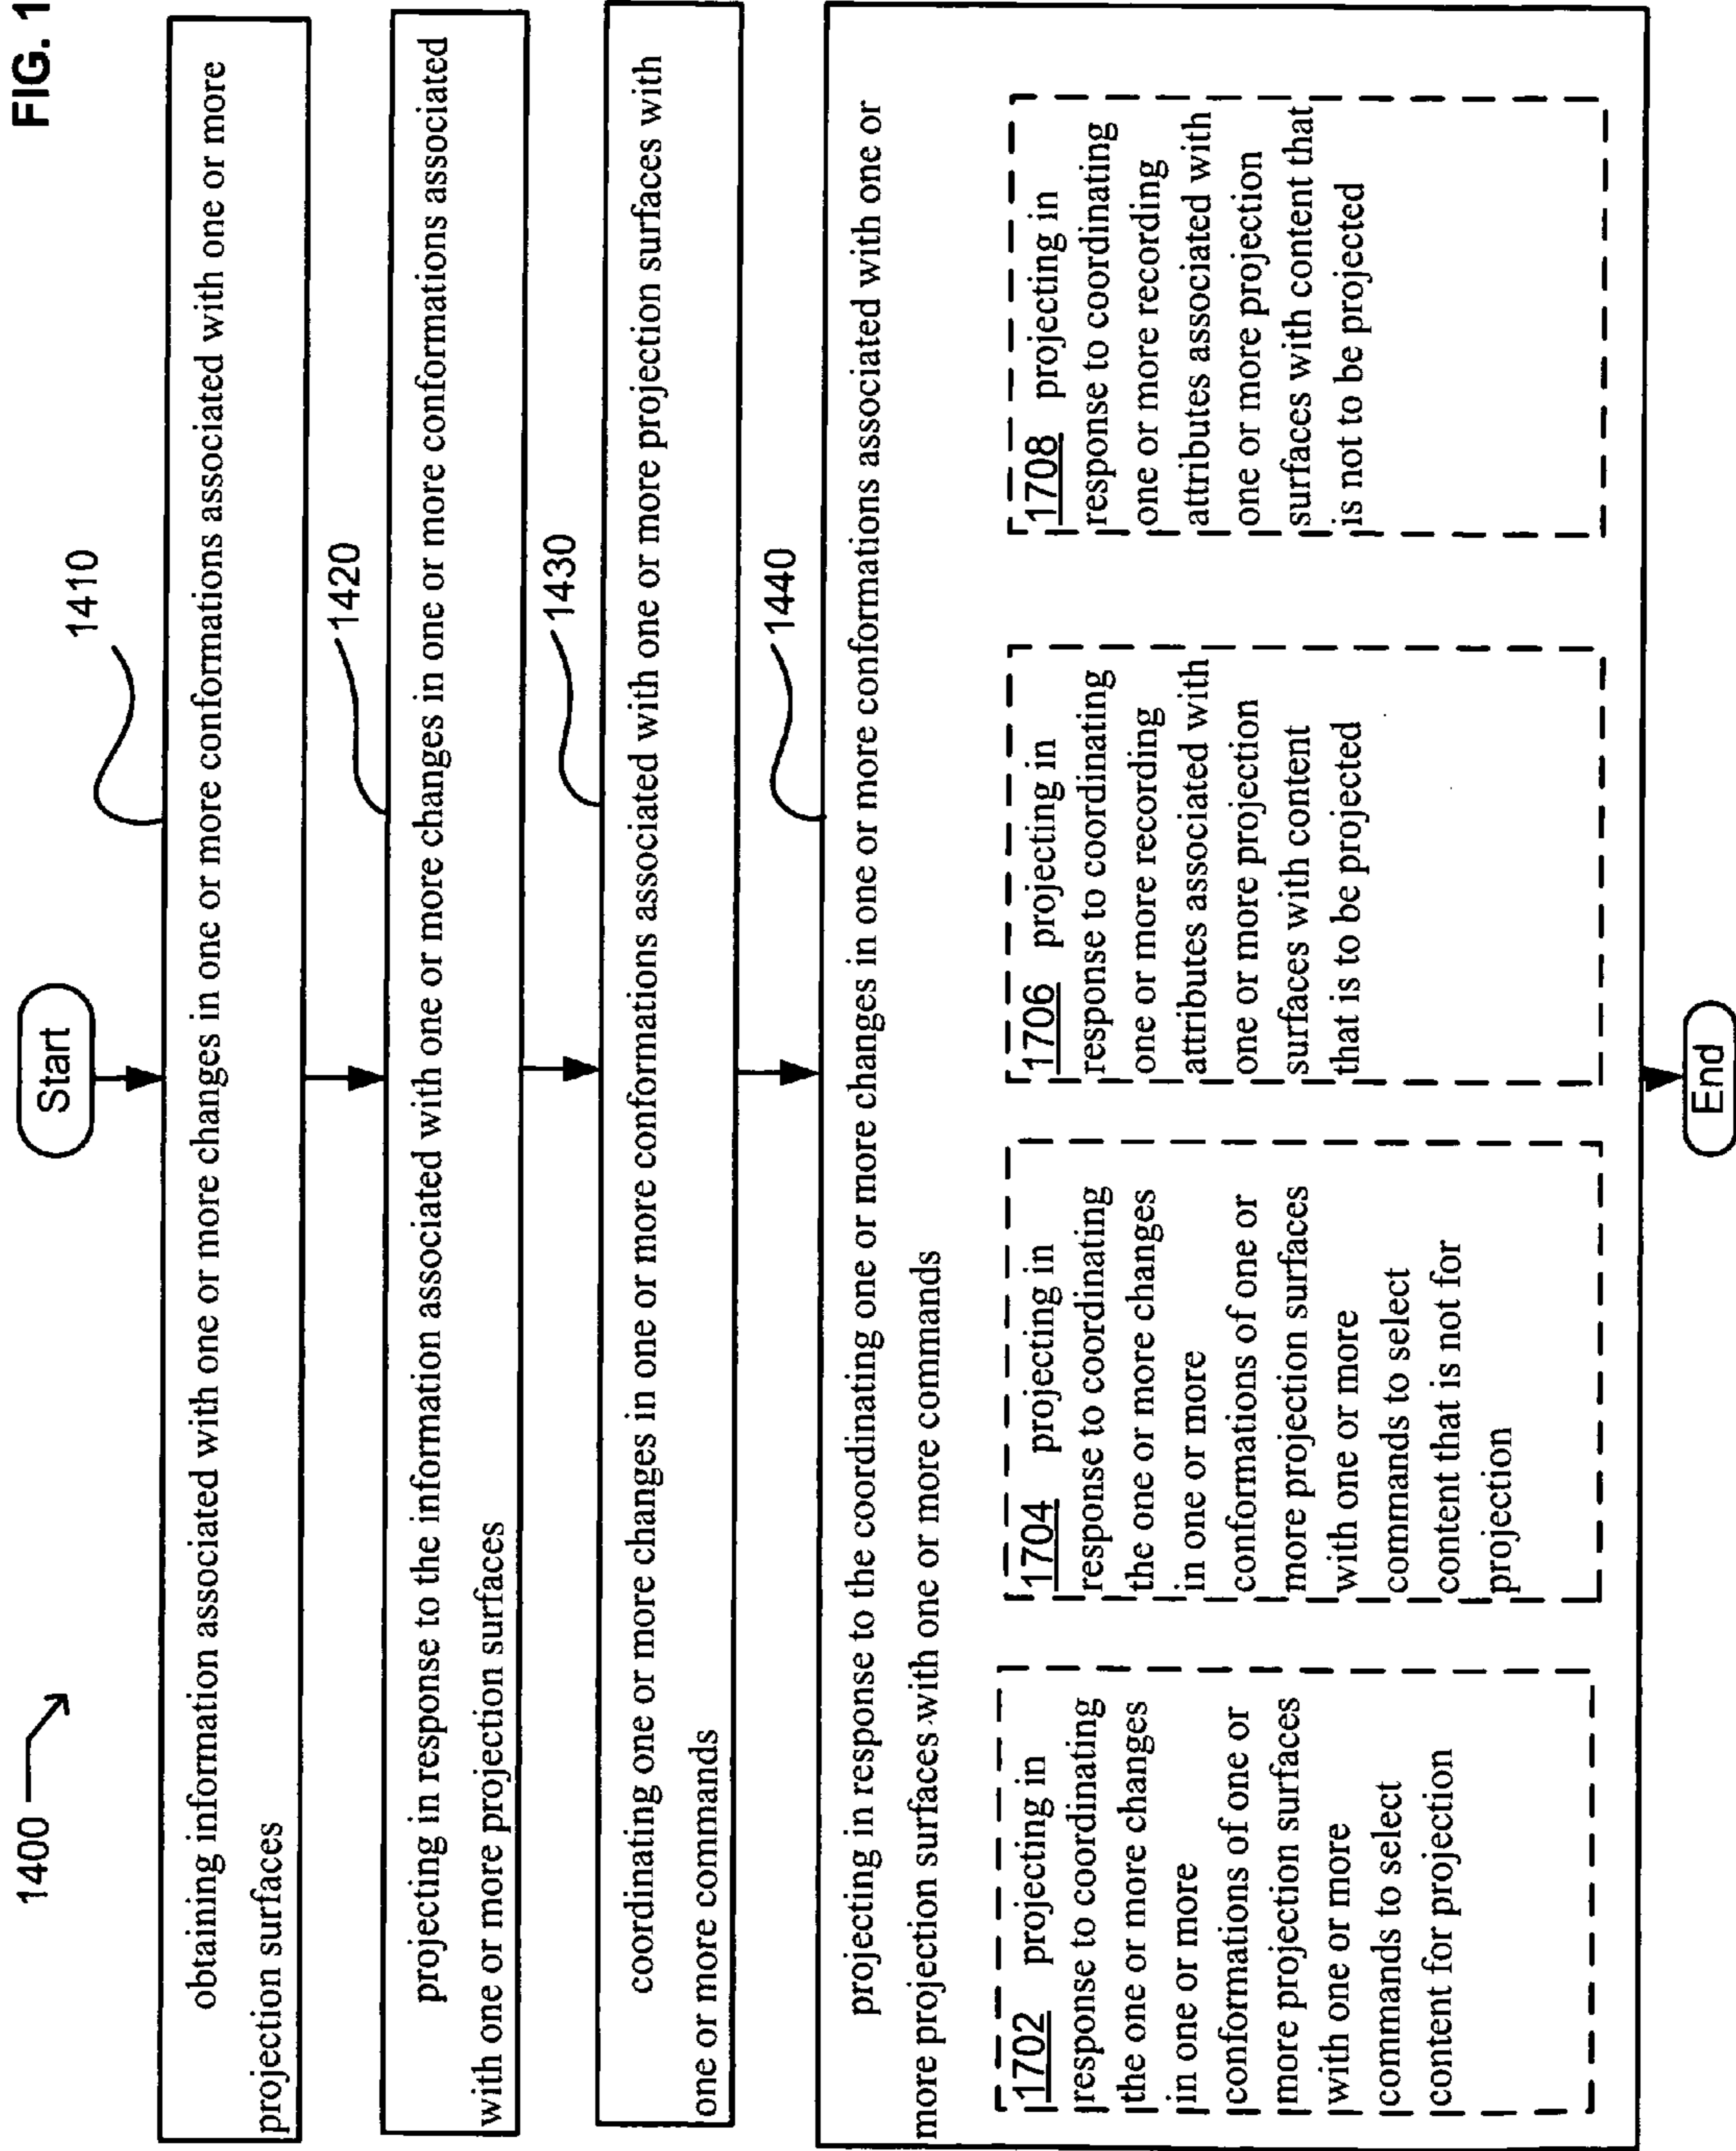 FIG. 1
1400
Start
1410
obtaining information associated with one or more changes in one or more conformations associated with one or more
projection surfaces
1420
projecting in response to the information associated with one or more changes in one or more conformations associated
with one or more projection surfaces
1430
coordinating one or more changes in one or more conformations associated with one or more projection surfaces with
one or more commands
1440
projecting in response to the coordinating one or more changes in one or more conformations associated with one or
more projection surfaces with one or more commands
1702 projecting in
response to coordinating
the one or more changes
in one or more
conformations of one or
more projection surfaces
with one or more
commands to select
content for projection
1704 projecting in
response to coordinating
the one or more changes
in one or more
conformations of one or
more projection surfaces
with one or more
commands to select
content that is not for
projection
1706 projecting in
response to coordinating
one or more recording
attributes associated with
one or more projection
surfaces with content
that is to be projected
1708 projecting in
response to coordinating
one or more recording
attributes associated with
one or more projection
surfaces with content that
is not to be projected
End